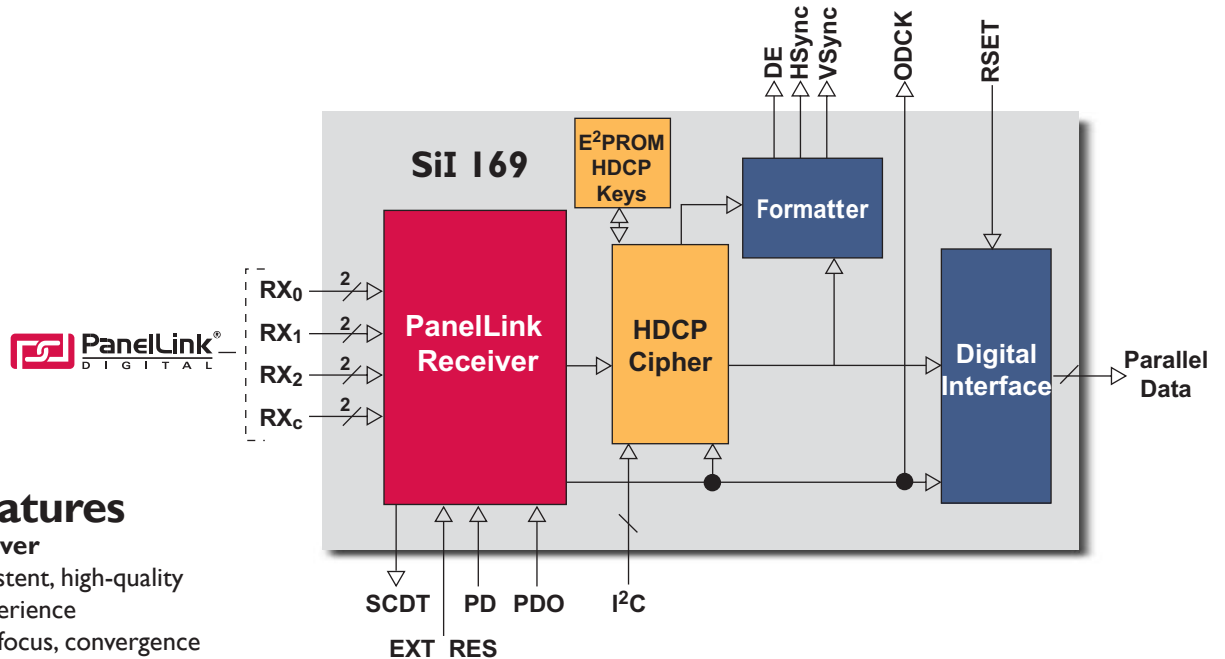 DE
HSync
VSync
ODCK
RSET
SiI 169
E²PROM
HDCP
Keys
Formatter
RX₀
2
RX₁
2
RX₂
2
RXc
2
PanelLink®
DIGITAL
PanelLink
Receiver
HDCP
Cipher
Digital
Interface
Parallel
Data
atures
ver
stent, high-quality
erience
focus, convergence
SCDT
PD
PDO
I²C
EXT_RES